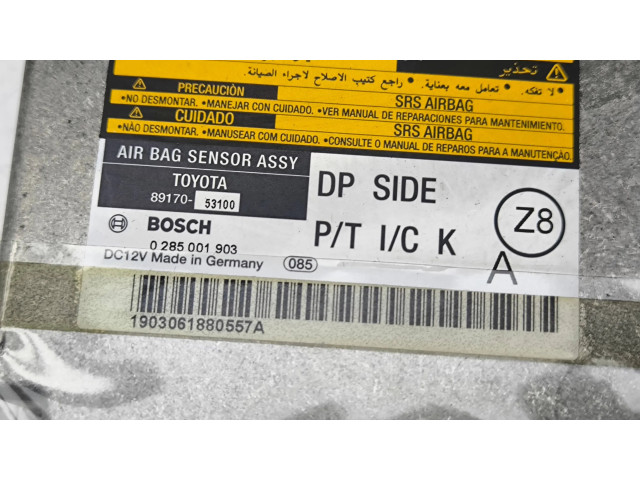 تحذير
لا تفكه. • تعامل معه بعناية. • راجع كتيب الاصلاح لاجراء الصيانة.
PRECAUCIÓN SRS AIRBAG
•NO DESMONTAR. •MANEJAR CON CUIDADO. •VER MANUAL DE REPARACIONES PARA MANTENIMIENTO.
CUIDADO SRS AIRBAG
•NÃO DESMONTAR. •MANUSEAR COM CUIDADO. •CONSULTE O MANUAL DE REPAROS PARA A MANUTENÇÃO.
AIR BAG SENSOR ASSY
TOYOTA
89170- 53100
DP SIDE
Z8
BOSCH
P/T I/C K
0 285 001 903
A
DC12V Made in Germany 085
1903061880557A